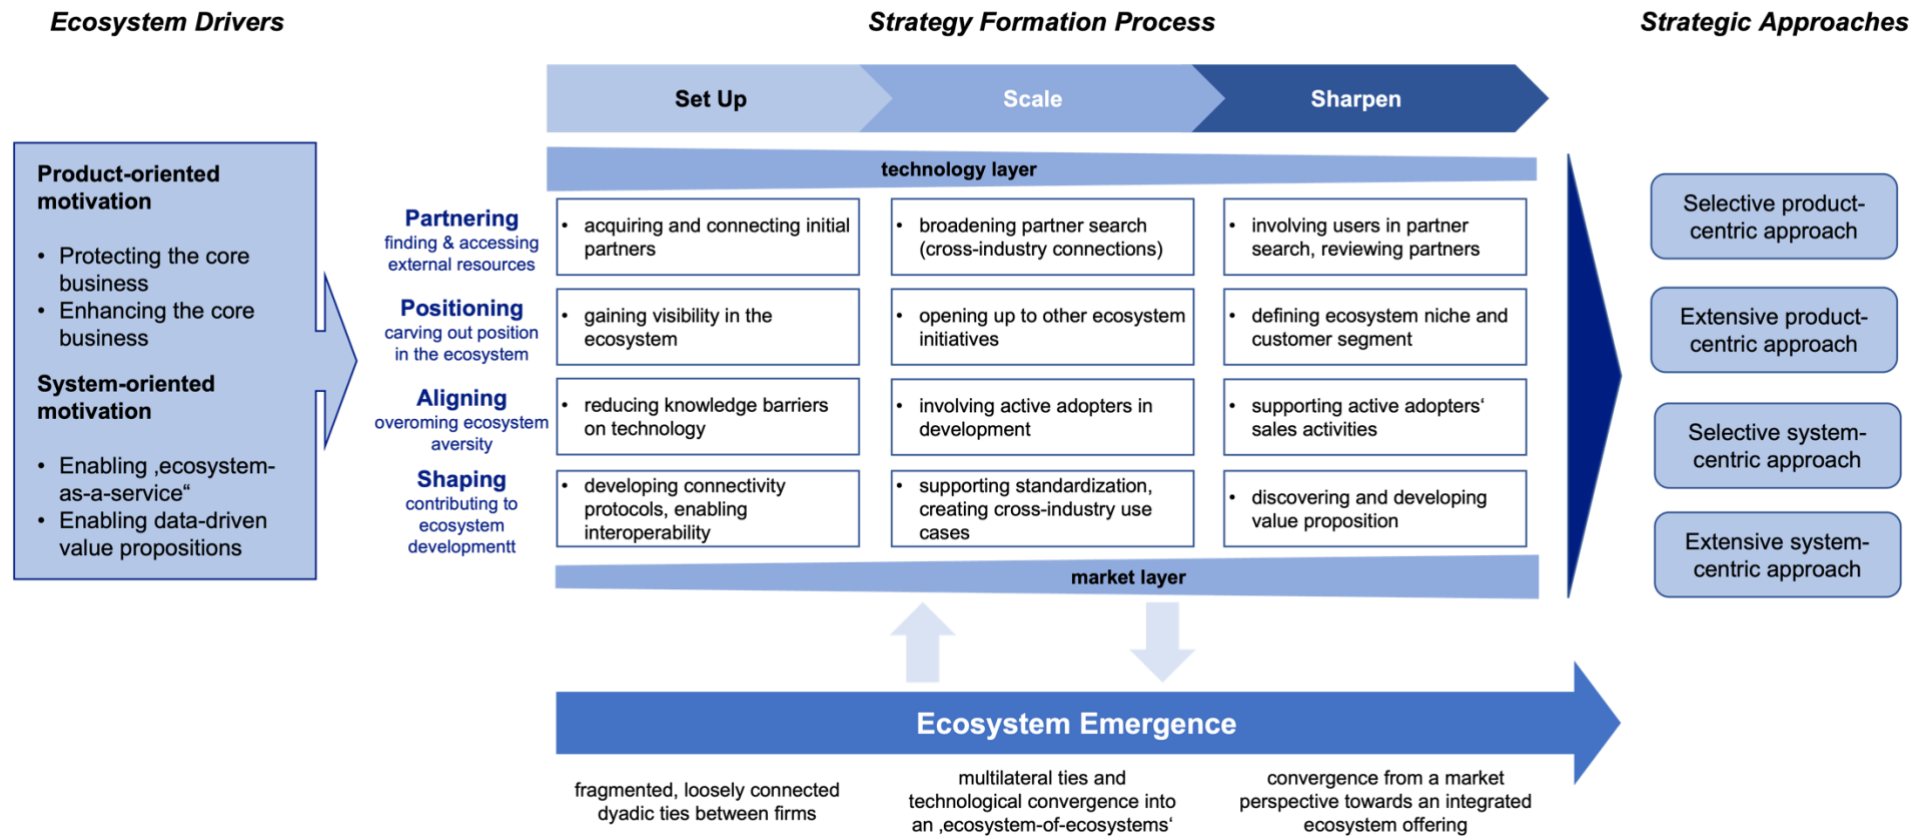 Ecosystem Drivers
Strategy Formation Process
Strategic Approaches
Set Up
Scale
Sharpen
technology layer
Product-oriented
motivation
• Protecting the core
business
• Enhancing the core
business
System-oriented
motivation
• Enabling ‚ecosystem-
as-a-service“
• Enabling data-driven
value propositions
Partnering
finding & accessing
external resources
• acquiring and connecting initial
partners
• broadening partner search
(cross-industry connections)
• involving users in partner
search, reviewing partners
Positioning
carving out position
in the ecosystem
• gaining visibility in the
ecosystem
• opening up to other ecosystem
initiatives
• defining ecosystem niche and
customer segment
Aligning
overoming ecosystem
aversity
• reducing knowledge barriers
on technology
• involving active adopters in
development
• supporting active adopters‘
sales activities
Shaping
contributing to
ecosystem
developmentt
• developing connectivity
protocols, enabling
interoperability
• supporting standardization,
creating cross-industry use
cases
• discovering and developing
value proposition
market layer
Selective product-
centric approach
Extensive product-
centric approach
Selective system-
centric approach
Extensive system-
centric approach
Ecosystem Emergence
fragmented, loosely connected
dyadic ties between firms
multilateral ties and
technological convergence into
an ‚ecosystem-of-ecosystems‘
convergence from a market
perspective towards an integrated
ecosystem offering